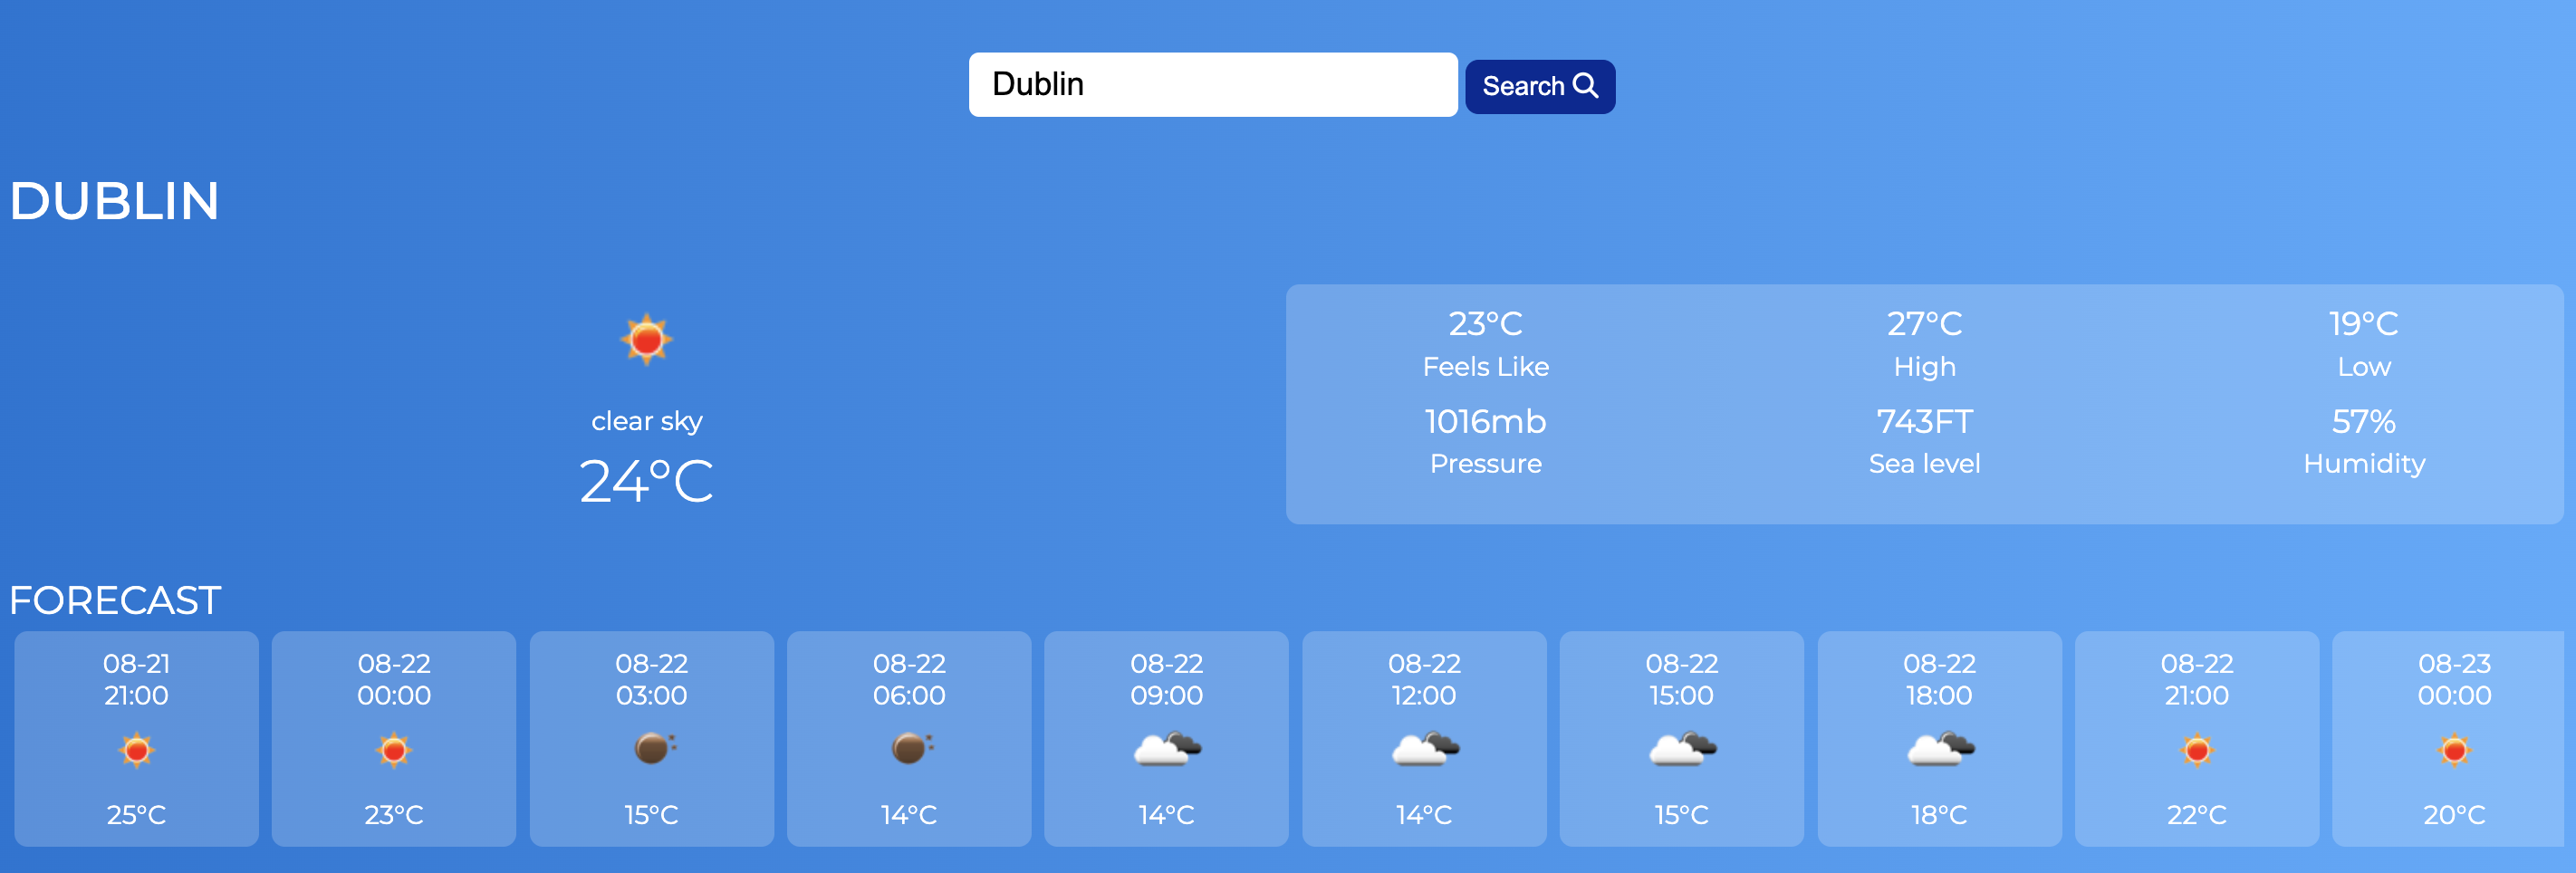 Dublin
Search
DUBLIN
clear sky
24°C
23°C
Feels Like
27°C
High
19°C
Low
1016mb
Pressure
743FT
Sea level
57%
Humidity
FORECAST
08-21
21:00
25°C
08-22
00:00
23°C
08-22
03:00
15°C
08-22
06:00
14°C
08-22
09:00
14°C
08-22
12:00
14°C
08-22
15:00
15°C
08-22
18:00
18°C
08-22
21:00
22°C
08-23
00:00
20°C